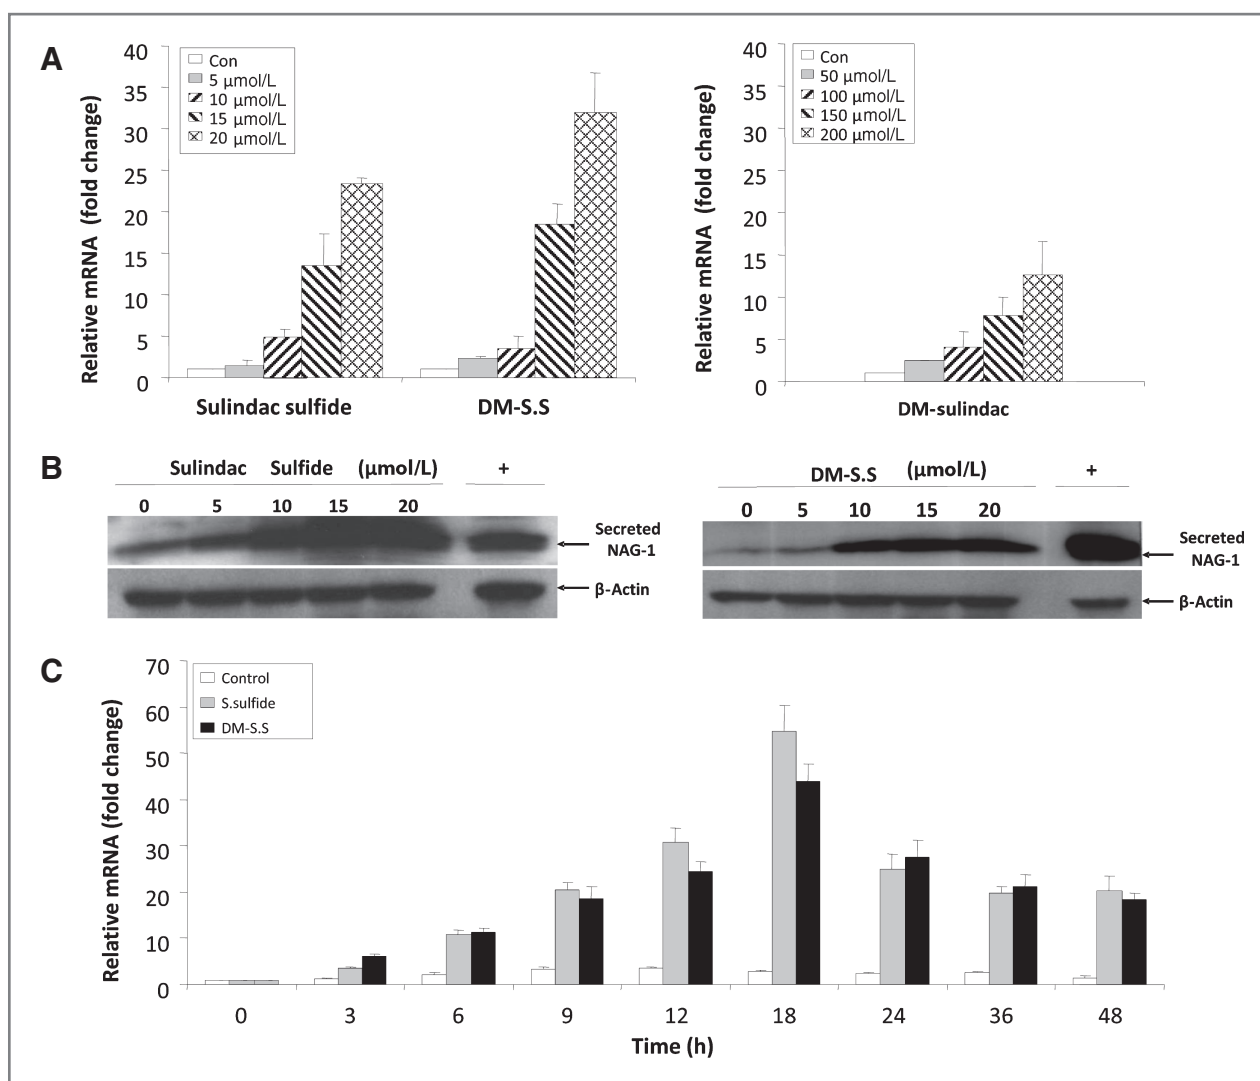 A
Relative mRNA (fold change)
40
35
30
25
20
15
10
5
0
Con
5 µmol/L
10 µmol/L
15 µmol/L
20 µmol/L
Sulindac sulfide
DM-S.S
Relative mRNA (fold change)
40
35
30
25
20
15
10
5
0
Con
50 µmol/L
100 µmol/L
150 µmol/L
200 µmol/L
DM-sulindac
B
Sulindac Sulfide (µmol/L) +
0 5 10 15 20
Secreted
NAG-1
β-Actin
DM-S.S (µmol/L) +
0 5 10 15 20
Secreted
NAG-1
β-Actin
C
Relative mRNA (fold change)
70
60
50
40
30
20
10
0
Control
S.sulfide
DM-S.S
0 3 6 9 12 18 24 36 48
Time (h)